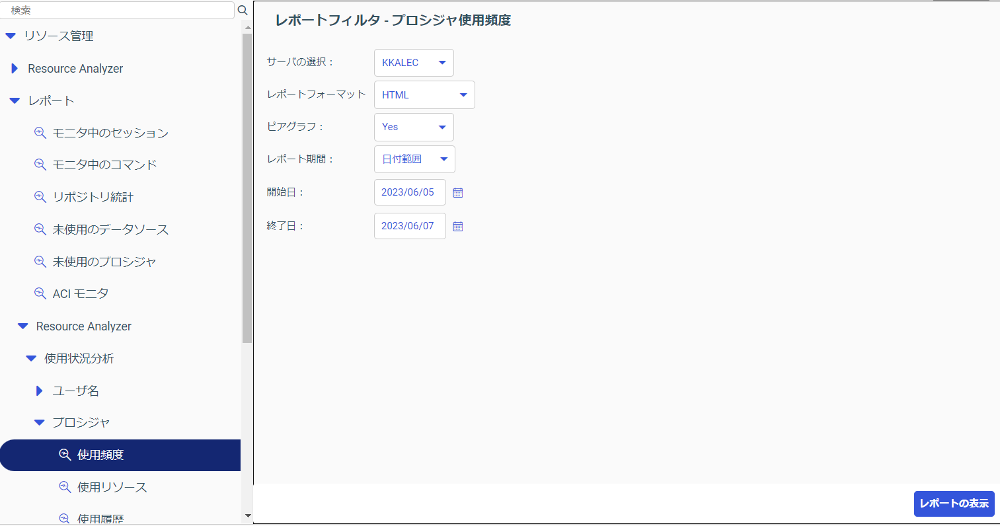 検索
リソース管理
Resource Analyzer
レポート
モニタ中のセッション
モニタ中のコマンド
リポジトリ統計
未使用のデータソース
未使用のプロシジャ
ACI モニタ
Resource Analyzer
使用状況分析
ユーザ名
プロシジャ
使用頻度
使用リソース
使用履歴
レポートフィルタ - プロシジャ使用頻度
サーバの選択： KKALEC
レポートフォーマット HTML
ピアグラフ： Yes
レポート期間： 日付範囲
開始日： 2023/06/05
終了日： 2023/06/07
レポートの表示